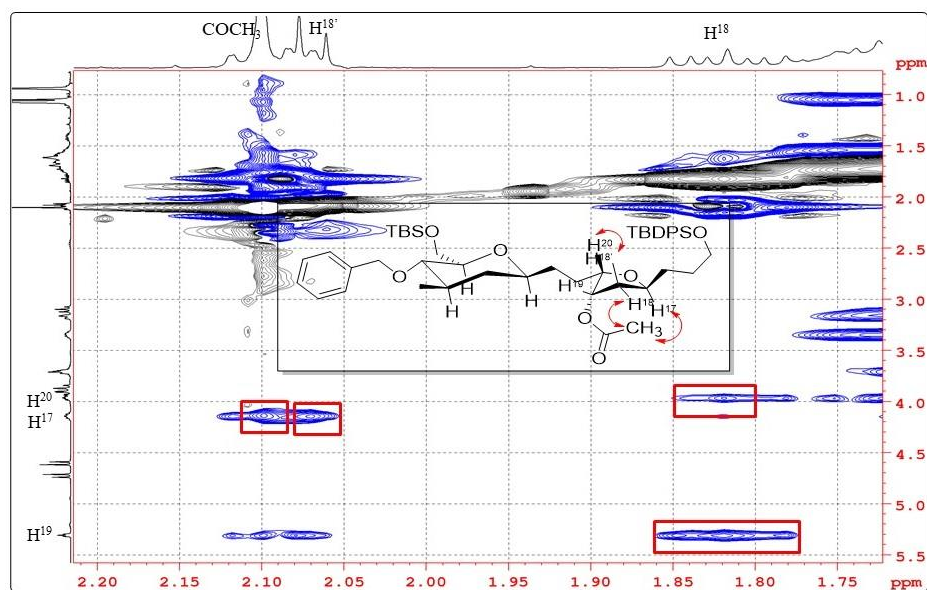 COCH3 H18' H18
ppm
1.0
1.5
2.0
TBSO O H20 TBDPSO
H18' O
2.5
O H H19 H18 H17
H H
3.0
O CH3
O
3.5
H20 4.0
H17
4.5
5.0
H19
5.5
2.20 2.15 2.10 2.05 2.00 1.95 1.90 1.85 1.80 1.75 ppm